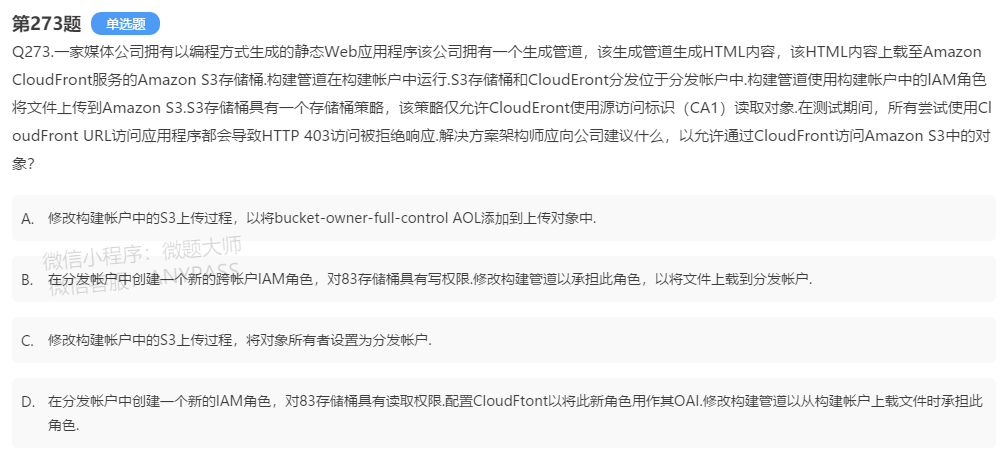 第273题 单选题
Q273.一家媒体公司拥有以编程方式生成的静态Web应用程序该公司拥有一个生成管道，该生成管道生成HTML内容，该HTML内容上载至Amazon
CloudFront服务的Amazon S3存储桶.构建管道在构建帐户中运行.S3存储桶和CloudEront分发位于分发帐户中.构建管道使用构建帐户中的lAM角色
将文件上传到Amazon S3.S3存储桶具有一个存储桶策略，该策略仅允许CloudEront使用源访问标识（CA1）读取对象.在测试期间，所有尝试使用Cl
oudFront URL访问应用程序都会导致HTTP 403访问被拒绝响应.解决方案架构师应向公司建议什么，以允许通过CloudFront访问Amazon S3中的对
象?
A. 修改构建帐户中的S3上传过程，以将bucket-owner-full-control AOL添加到上传对象中.
微信小程序：微题大师
B. 在分发帐户中创建一个新的跨帐户IAM角色，对83存储桶具有写权限.修改构建管道以承担此角色，以将文件上载到分发帐户.
C. 修改构建帐户中的S3上传过程，将对象所有者设置为分发帐户.
D. 在分发帐户中创建一个新的IAM角色，对83存储桶具有读取权限.配置CloudFtont以将此新角色用作其OAI.修改构建管道以从构建帐户上载文件时承担此
角色.